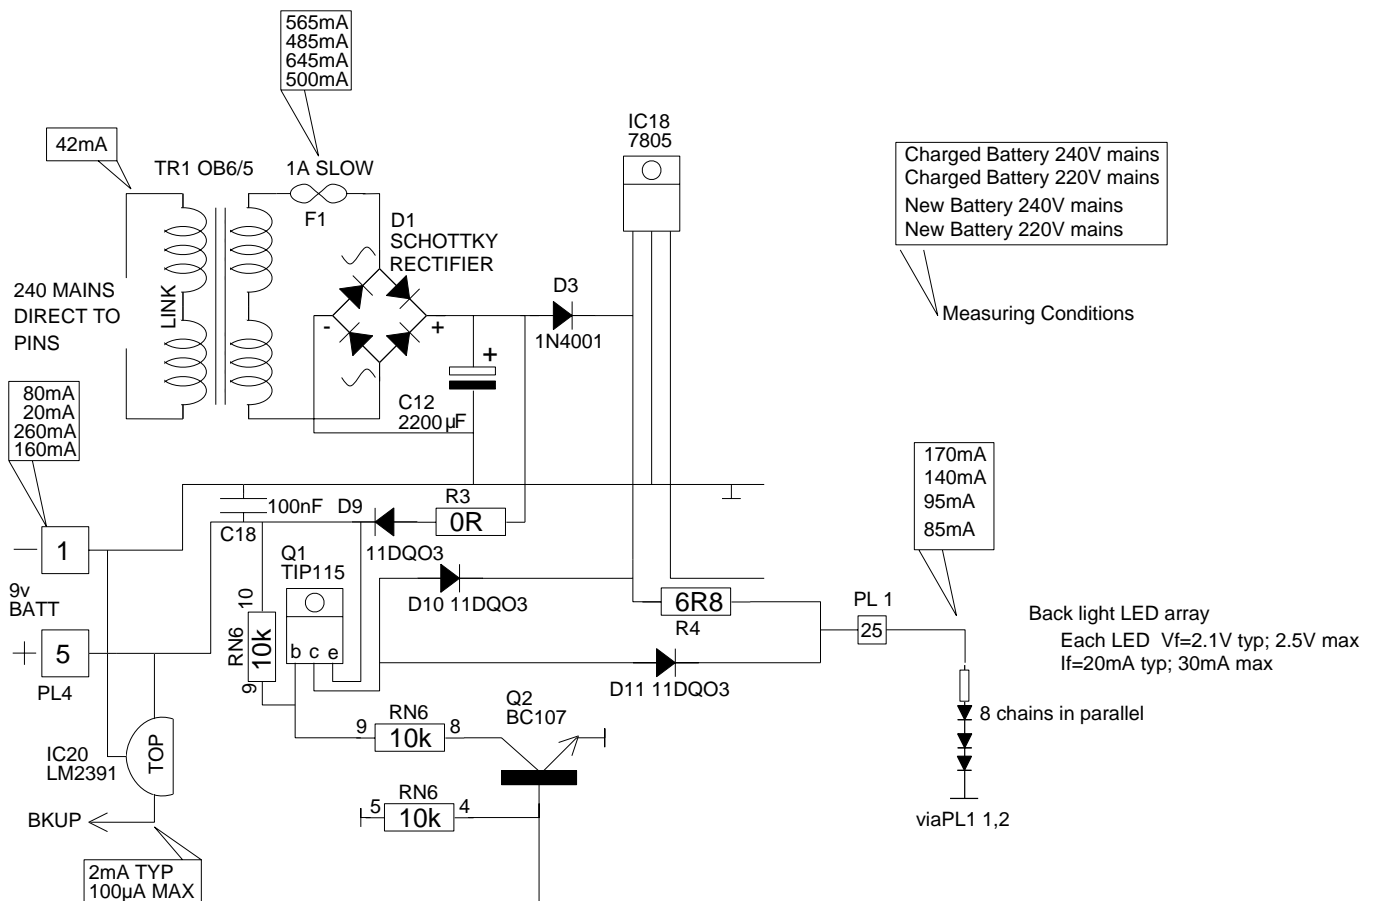 565mA
485mA
645mA
500mA
42mA
TR1 OB6/5
1A SLOW
F1
IC18
7805
Charged Battery 240V mains
Charged Battery 220V mains
New Battery 240V mains
New Battery 220V mains
Measuring Conditions
D1
SCHOTTKY
RECTIFIER
240 MAINS
DIRECT TO
PINS
LINK
-
+
D3
1N4001
+
C12
2200µF
80mA
20mA
260mA
160mA
170mA
140mA
95mA
85mA
100nF
C18
D9
11DQO3
R3
0R
1
9v
BATT
5
PL4
Q1
TIP115
b c e
10
RN6
10k
9
D10 11DQO3
6R8
R4
D11 11DQO3
PL 1
25
Back light LED array
Each LED Vf=2.1V typ; 2.5V max
If=20mA typ; 30mA max
8 chains in parallel
viaPL1 1,2
Q2
BC107
RN6
9 10k 8
RN6
5 10k 4
IC20
LM2391
TOP
BKUP
2mA TYP
100µA MAX